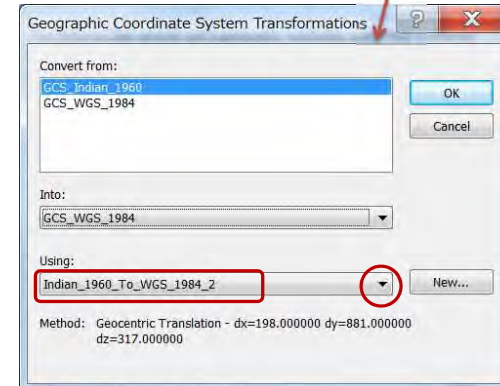 Geographic Coordinate System Transformations
Convert from:
GCS_Indian_1960
GCS_WGS_1984
OK
Cancel
Into:
GCS_WGS_1984
Using:
Indian_1960_To_WGS_1984_2
New...
Method: Geocentric Translation - dx=198.000000 dy=881.000000
dz=317.000000